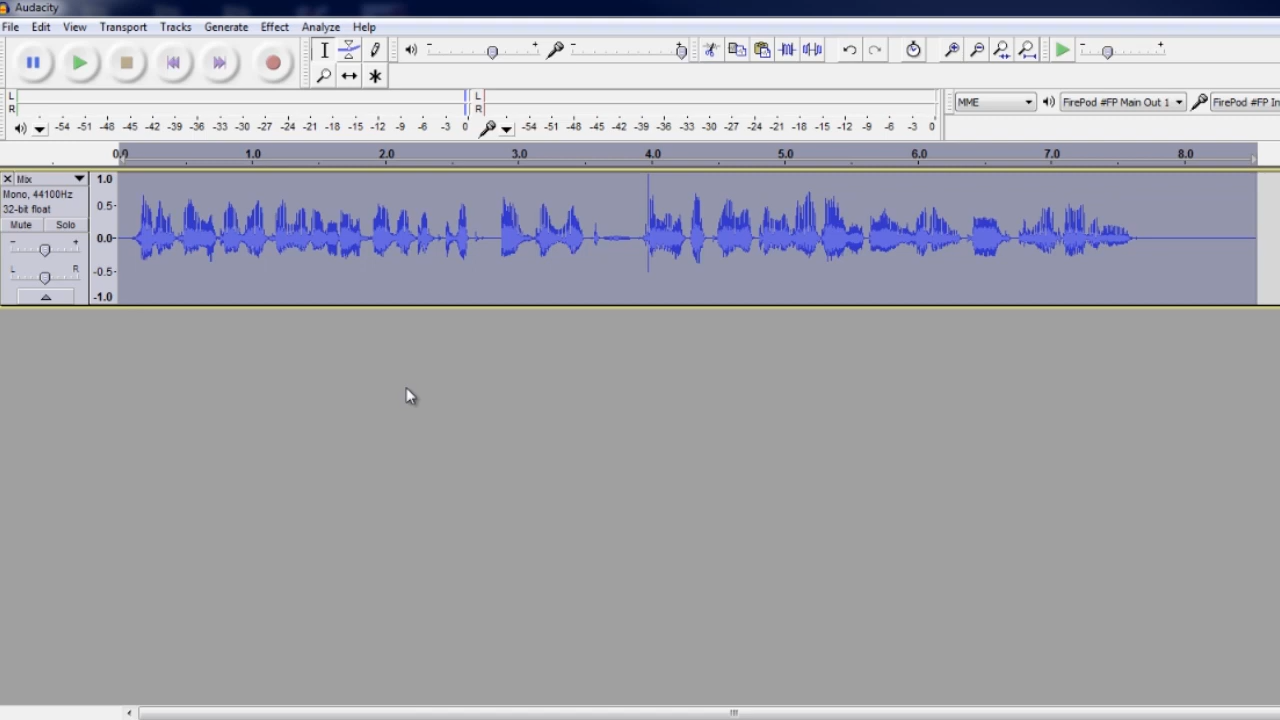 Audacity
File Edit View Transport Tracks Generate Effect Analyze Help
L L
R R
MME FirePod #FP Main Out 1 FirePod #FP In
-54 -51 -48 -45 -42 -39 -36 -33 -30 -27 -24 -21 -18 -15 -12 -9 -6 -3 0 -54 -51 -48 -45 -42 -39 -36 -33 -30 -27 -24 -21 -18 -15 -12 -9 -6 -3 0
1.0 2.0 3.0 4.0 5.0 6.0 7.0 8.0
Mix 1.0
Mono, 44100Hz
32-bit float 0.5
Mute Solo
- + 0.0
L R -0.5
-1.0